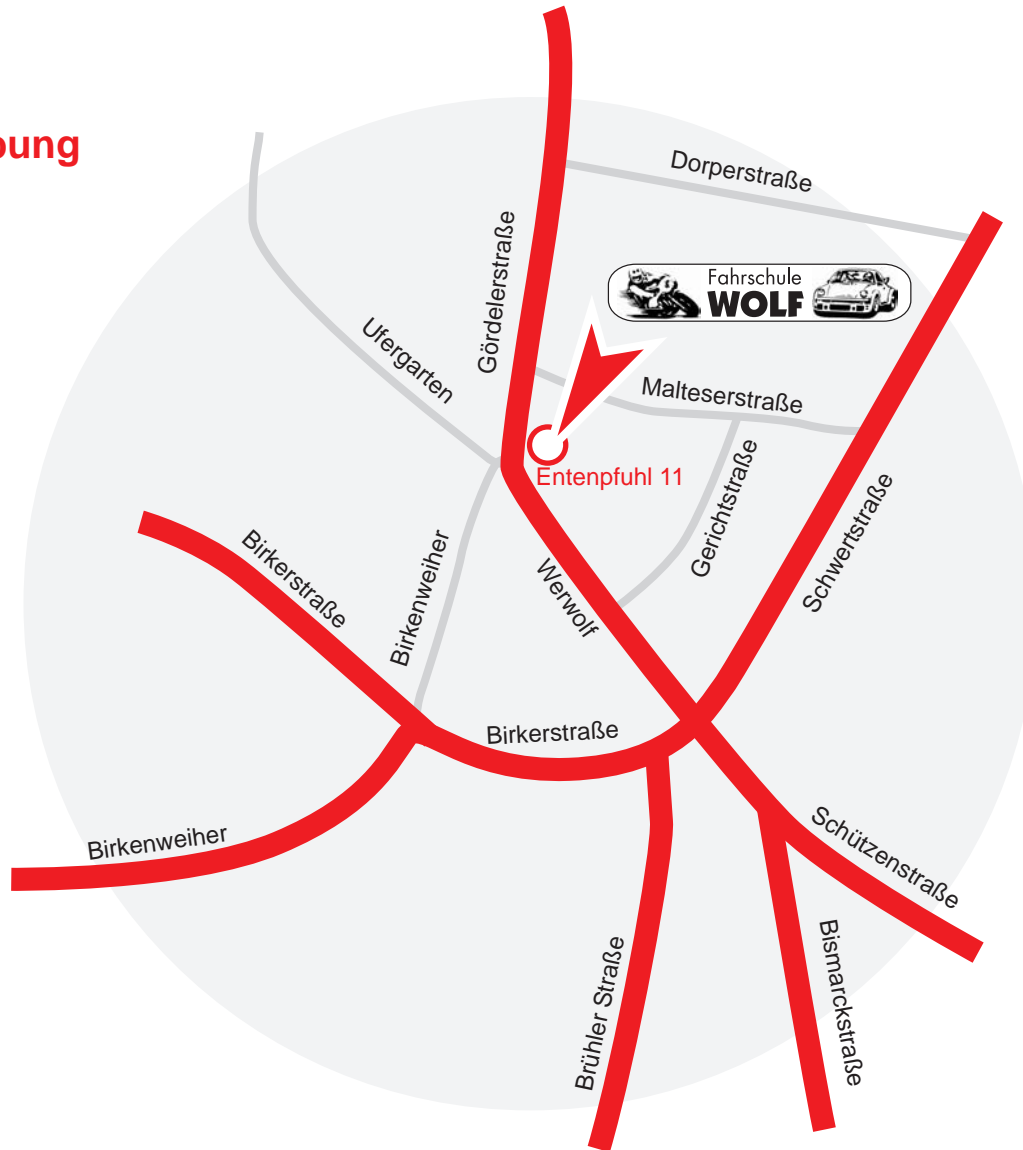 Dorperstraße
Gördelerstraße
Fahrschule
WOLF
Ufergarten
Malteserstraße
Entenpfuhl 11
Gerichtstraße
Schwertstraße
Birkerstraße
Birkenweiher
Werwolf
Birkerstraße
Birkenweiher
Schützenstraße
Brühler Straße
Bismarckstraße